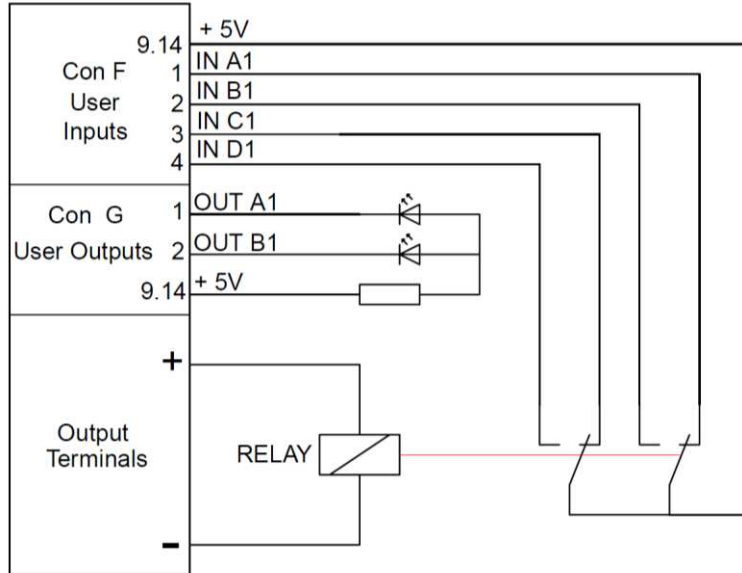 + 5V
9.14
Con F
User
Inputs
1
IN A1
2
IN B1
3
IN C1
4
IN D1
Con G
User Outputs
1
OUT A1
2
OUT B1
9.14
+ 5V
+
Output
Terminals
RELAY
-